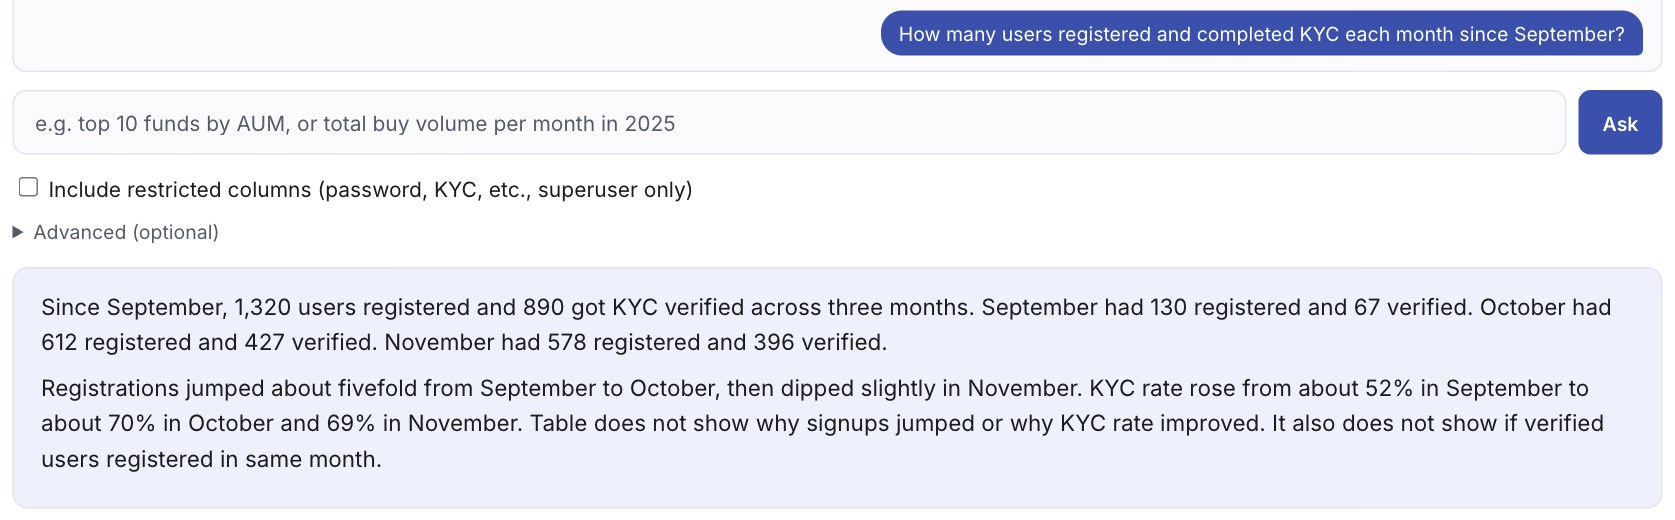 How many users registered and completed KYC each month since September?
e.g. top 10 funds by AUM, or total buy volume per month in 2025
Ask
Include restricted columns (password, KYC, etc., superuser only)
Advanced (optional)
Since September, 1,320 users registered and 890 got KYC verified across three months. September had 130 registered and 67 verified. October had
612 registered and 427 verified. November had 578 registered and 396 verified.
Registrations jumped about fivefold from September to October, then dipped slightly in November. KYC rate rose from about 52% in September to
about 70% in October and 69% in November. Table does not show why signups jumped or why KYC rate improved. It also does not show if verified
users registered in same month.